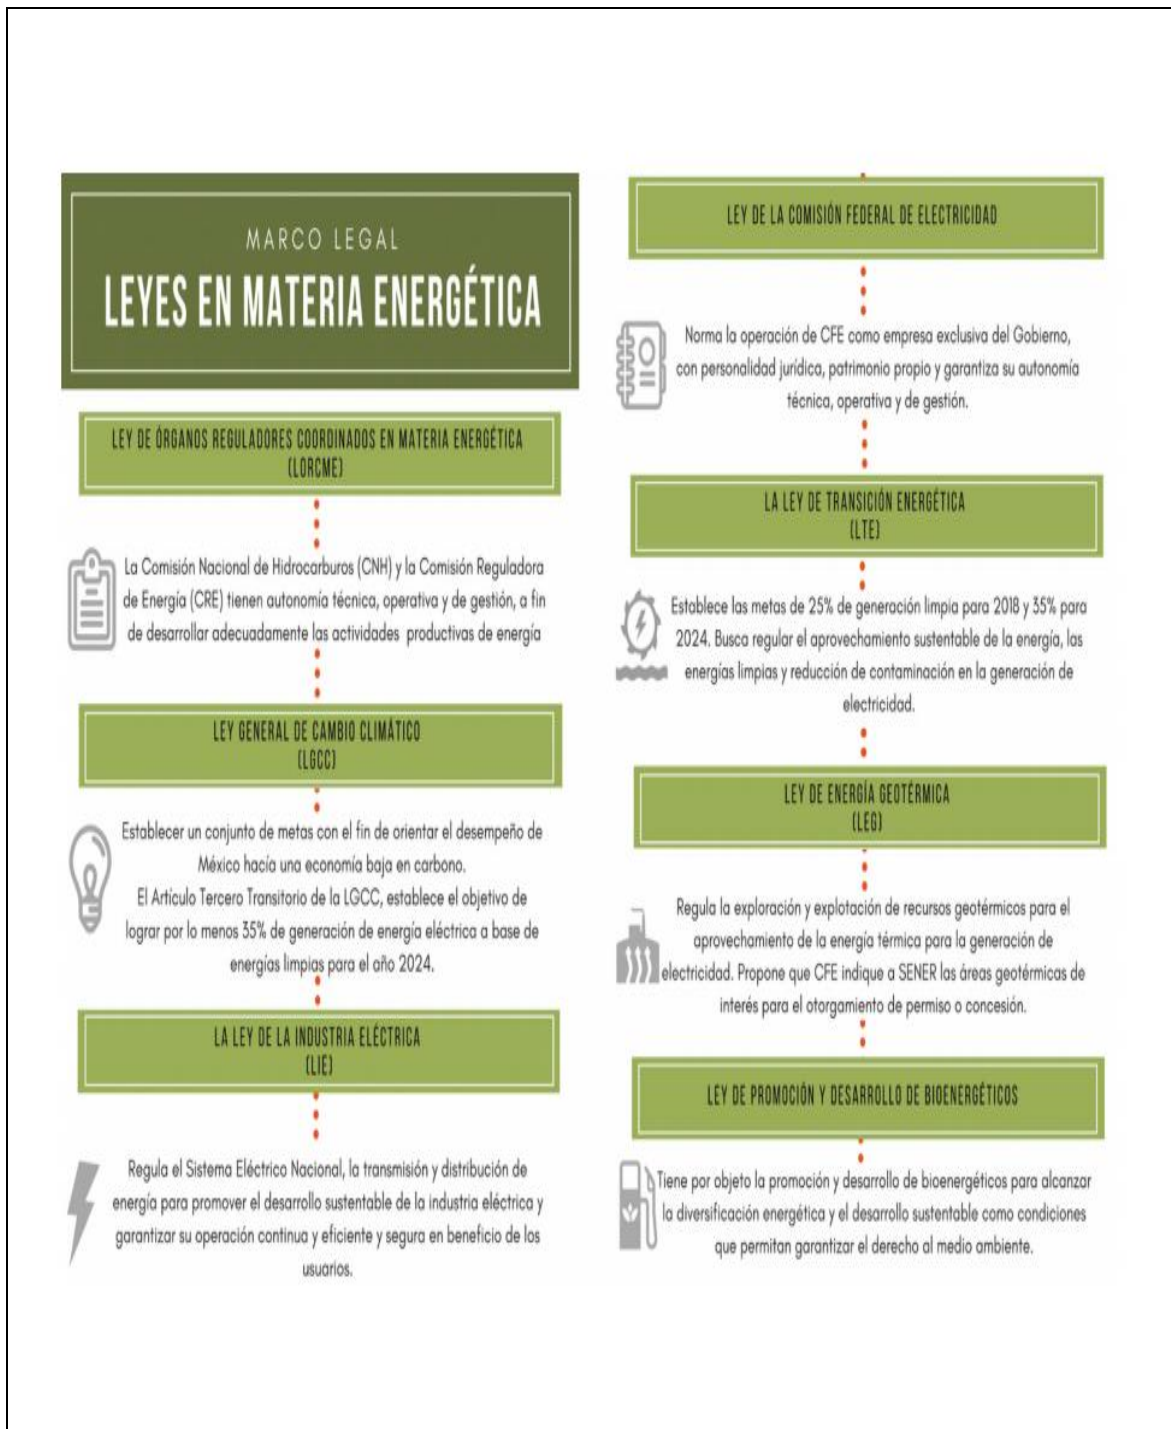 MARCO LEGAL
LEYES EN MATERIA ENERGÉTICA
LEY DE ÓRGANOS REGULADORES COORDINADOS EN MATERIA ENERGÉTICA
(LORCME)
La Comisión Nacional de Hidrocarburos (CNH) y la Comisión Reguladora
de Energía (CRE) tienen autonomía técnica, operativa y de gestión, a fin
de desarrollar adecuadamente las actividades productivas de energía
LEY GENERAL DE CAMBIO CLIMÁTICO
(LGCC)
Establecer un conjunto de metas con el fin de orientar el desempeño de
México hacía una economía baja en carbono.
El Artículo Tercero Transitorio de la LGCC, establece el objetivo de
lograr por lo menos 35% de generación de energía eléctrica a base de
energías limpias para el año 2024.
LA LEY DE LA INDUSTRIA ELÉCTRICA
(LIE)
Regula el Sistema Eléctrico Nacional, la transmisión y distribución de
energía para promover el desarrollo sustentable de la industria eléctrica y
garantizar su operación continua y eficiente y segura en beneficio de los
usuarios.
LEY DE LA COMISIÓN FEDERAL DE ELECTRICIDAD
Norma la operación de CFE como empresa exclusiva del Gobierno,
con personalidad jurídica, patrimonio propio y garantiza su autonomía
técnica, operativa y de gestión.
LA LEY DE TRANSICIÓN ENERGÉTICA
(LTE)
Establece las metas de 25% de generación limpia para 2018 y 35% para
2024. Busca regular el aprovechamiento sustentable de la energía, las
energías limpias y reducción de contaminación en la generación de
electricidad.
LEY DE ENERGÍA GEOTÉRMICA
(LEG)
Regula la exploración y explotación de recursos geotérmicos para el
aprovechamiento de la energía térmica para la generación de
electricidad. Propone que CFE indique a SENER las áreas geotérmicas de
interés para el otorgamiento de permiso o concesión.
LEY DE PROMOCIÓN Y DESARROLLO DE BIOENERGÉTICOS
Tiene por objeto la promoción y desarrollo de bioenergéticos para alcanzar
la diversificación energética y el desarrollo sustentable como condiciones
que permitan garantizar el derecho al medio ambiente.